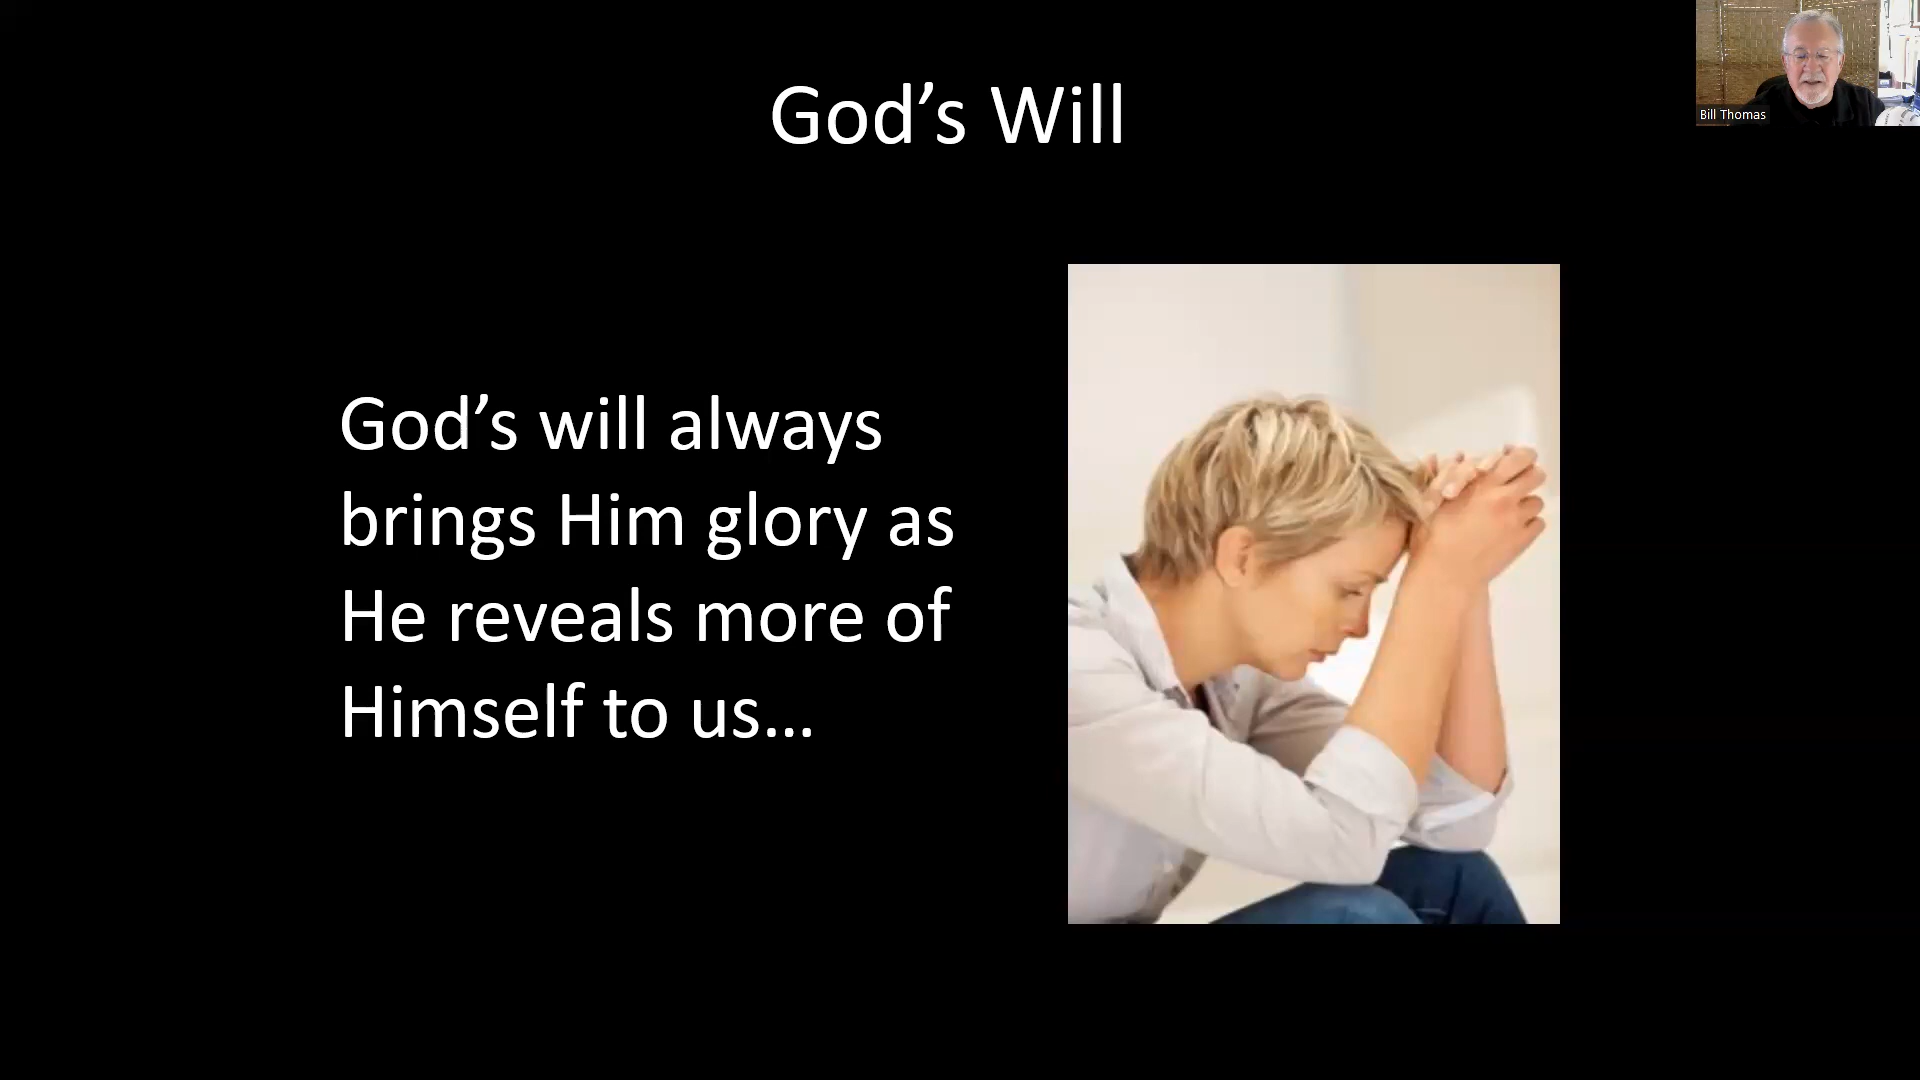 God’s Will
Bill Thomas
God’s will always
brings Him glory as
He reveals more of
Himself to us…